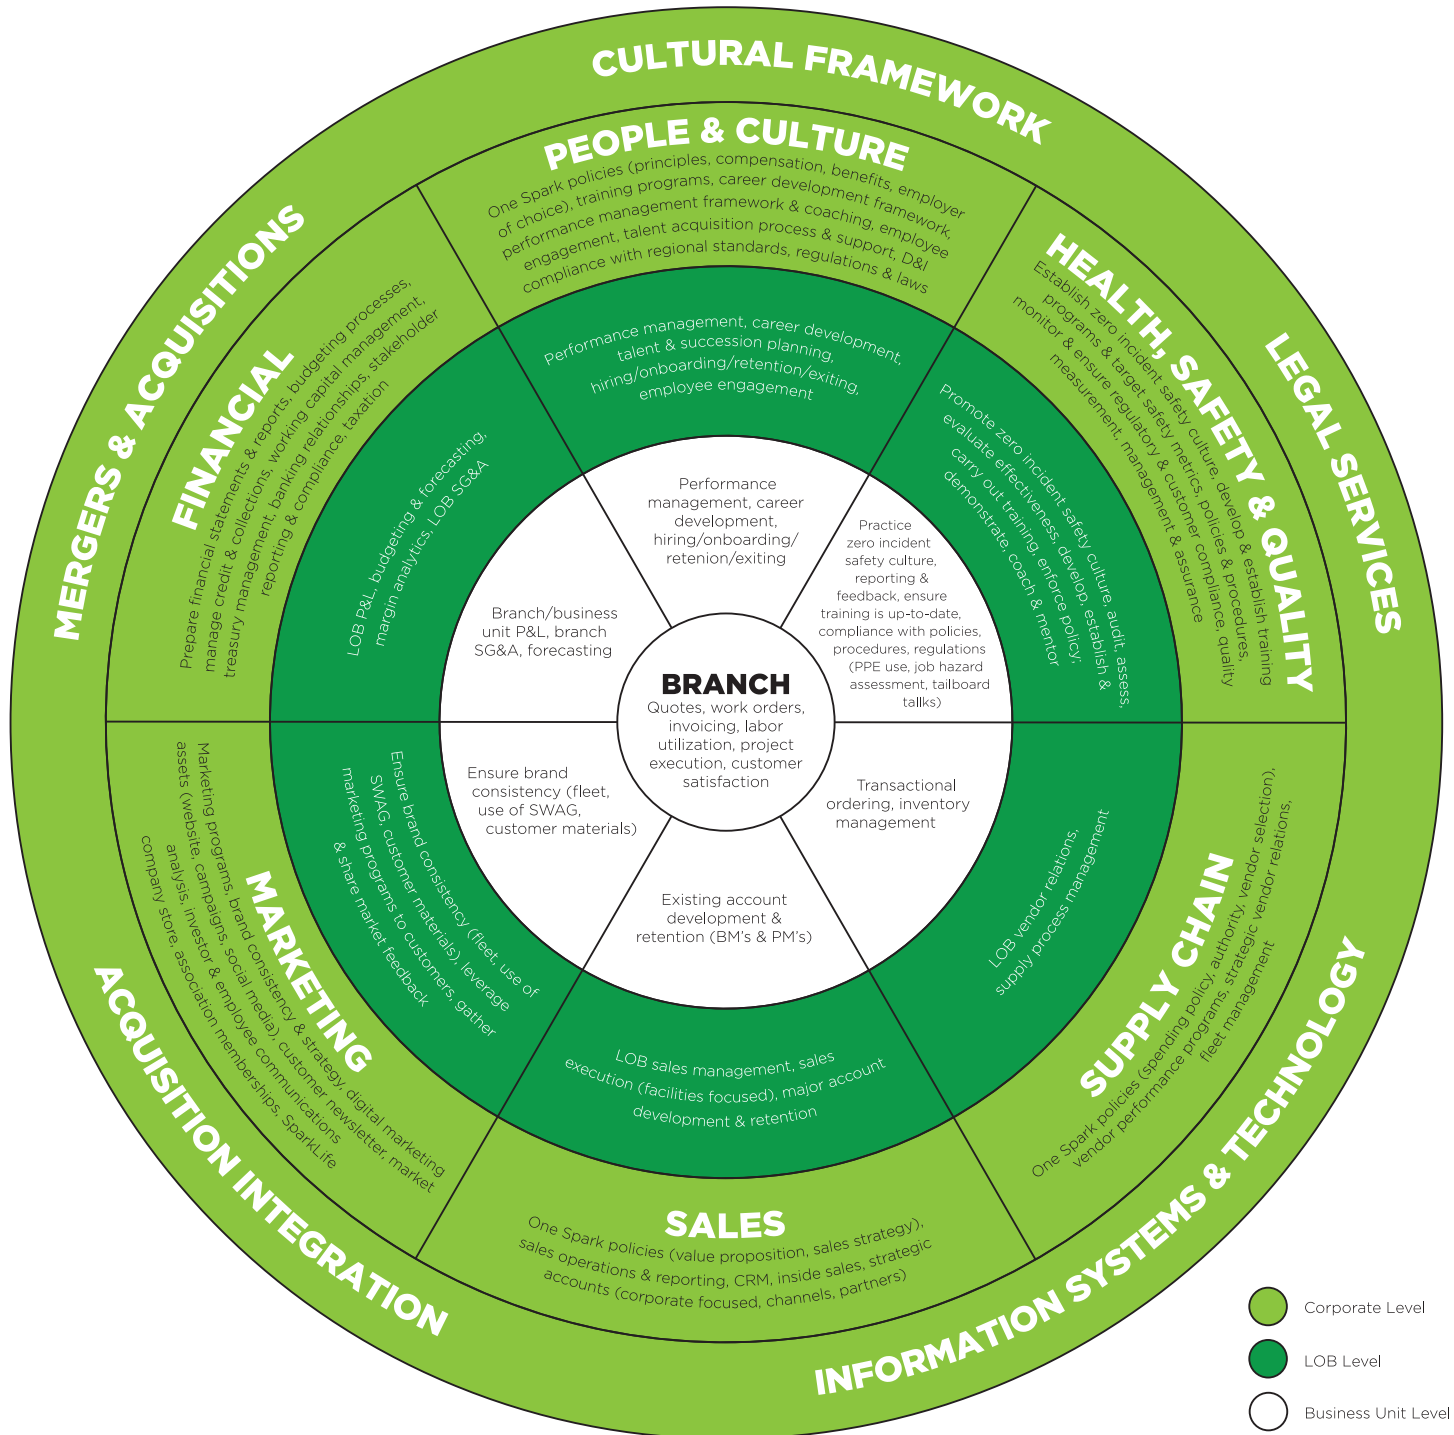 CULTURAL FRAMEWORK
LEGAL SERVICES
INFORMATION SYSTEMS & TECHNOLOGY
ACQUISITION INTEGRATION
MERGERS & ACQUISITIONS
PEOPLE & CULTURE
One Spark policies (principles, compensation, benefits, employer
of choice), training programs, career development framework,
performance management framework & coaching, employee
engagement, talent acquisition process & support, D&I
compliance with regional standards, regulations & laws
Performance management, career development,
talent & succession planning,
hiring/onboarding/retention/exiting,
employee engagement
Performance
management, career
development,
hiring/onboarding/
retenion/exiting
HEALTH, SAFETY & QUALITY
Establish zero incident safety culture, develop & establish training
programs & target safety metrics, policies & procedures,
monitor & ensure regulatory & customer compliance, quality
measurement, management & assurance
Promote zero incident safety culture, audit, assess,
evaluate effectiveness, develop, establish &
carry out training, enforce policy;
demonstrate, coach & mentor
Practice
zero incident
safety culture,
reporting &
feedback, ensure
training is up-to-date,
compliance with policies,
procedures, regulations
(PPE use, job hazard
assessment, tailboard
tallks)
SUPPLY CHAIN
One Spark policies (spending policy, authority, vendor selection),
vendor performance programs, strategic vendor relations,
fleet management
LOB vendor relations,
supply process management
Transactional
ordering, inventory
management
SALES
One Spark policies (value proposition, sales strategy),
sales operations & reporting, CRM, inside sales, strategic
accounts (corporate focused, channels, partners)
LOB sales management, sales
execution (facilities focused), major account
development & retention
Existing account
development &
retention (BM's & PM's)
MARKETING
Marketing programs, brand consistency & strategy, digital marketing
assets (website, campaigns, social media), customer newsletter, market
analysis, investor & employee communications
company store, association memberships, SparkLife
Ensure brand consistency (fleet, use of
SWAG, customer materials), leverage
marketing programs to customers, gather
& share market feedback
Ensure brand
consistency (fleet,
use of SWAG,
customer materials)
FINANCIAL
Prepare financial statements & reports, budgeting processes,
manage credit & collections, working capital management,
treasury management, banking relationships, stakeholder
reporting & compliance, taxation
LOB P&L, budgeting & forecasting,
margin analytics, LOB SG&A
Branch/business
unit P&L, branch
SG&A, forecasting
BRANCH
Quotes, work orders,
invoicing, labor
utilization, project
execution, customer
satisfaction
Corporate Level
LOB Level
Business Unit Level